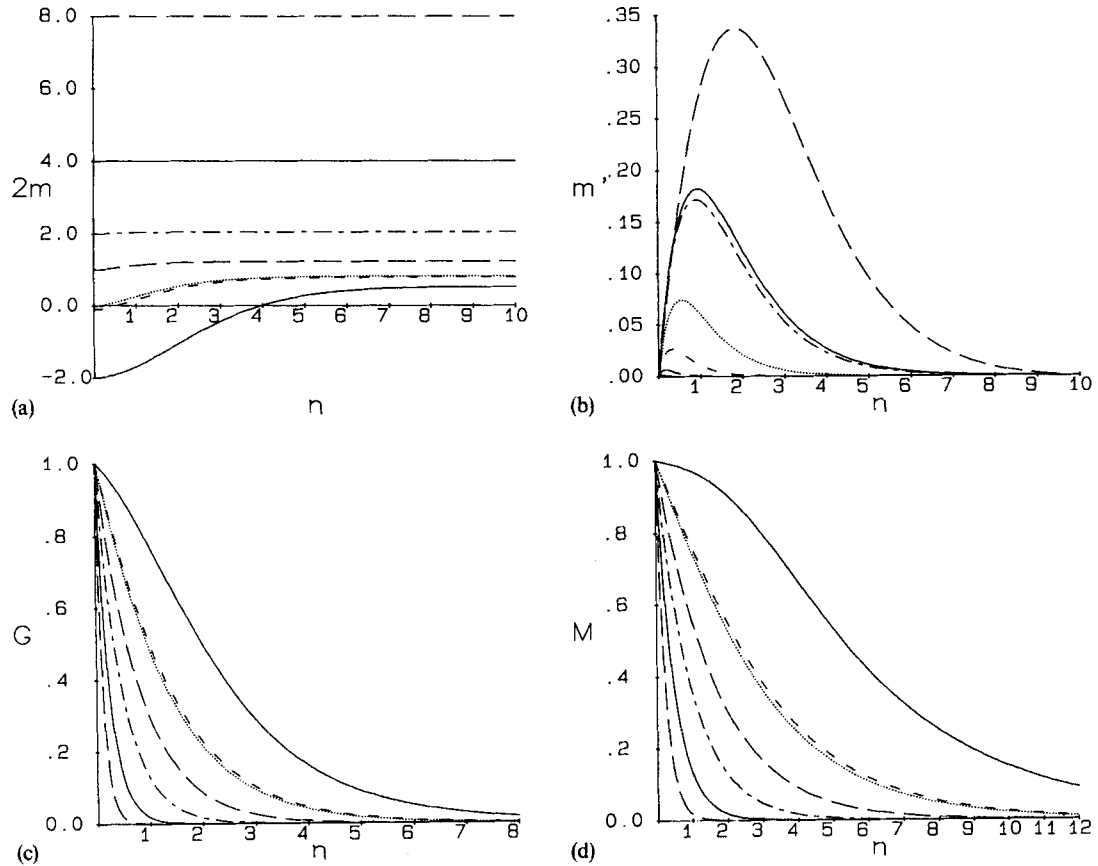 8.0
6.0
4.0
2m
2.0
0.0
-2.0
1 2 3 4 5 6 7 8 9 10
n
(a)
.35
.30
.25
.20
m'
.15
.10
.05
.00
1 2 3 4 5 6 7 8 9 10
n
(b)
1.0
.8
.6
G
.4
.2
0.0
1 2 3 4 5 6 7 8
n
(c)
1.0
.8
.6
M
.4
.2
0.0
1 2 3 4 5 6 7 8 9 10 11 12
n
(d)